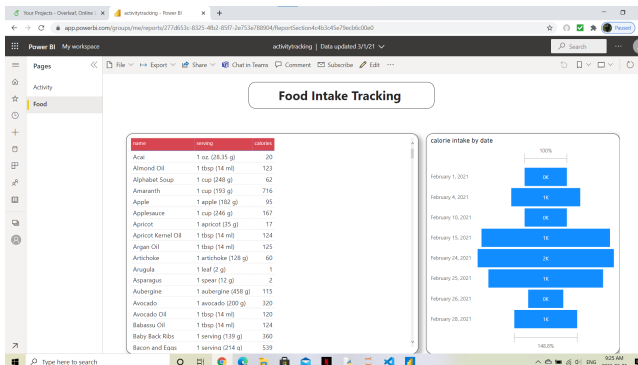 Your Projects - Overleaf, Online
activitytracking - Power BI
app.powerbi.com/groups/me/reports/277d653c-8325-4fb2-85f7-2e753e788904/ReportSection4c4b3c45e79ecb6c00e0
Paused
Power BI My workspace
activitytracking | Data updated 3/1/21
Search
Pages
File Export Share Chat in Teams Comment Subscribe Edit
Activity
Food
Food Intake Tracking
name serving calories
Acai 1 oz. (28.35 g) 20
Almond Oil 1 tbsp (14 ml) 123
Alphabet Soup 1 cup (248 g) 62
Amaranth 1 cup (193 g) 716
Apple 1 apple (182 g) 95
Applesauce 1 cup (246 g) 167
Apricot 1 apricot (35 g) 17
Apricot Kernel Oil 1 tbsp (14 ml) 124
Argan Oil 1 tbsp (14 ml) 125
Artichoke 1 artichoke (128 g) 60
Arugula 1 leaf (2 g) 1
Asparagus 1 spear (12 g) 2
Aubergine 1 aubergine (458 g) 115
Avocado 1 avocado (200 g) 320
Avocado Oil 1 tbsp (14 ml) 120
Babassu Oil 1 tbsp (14 ml) 124
Baby Back Ribs 1 serving (139 g) 360
Bacon and Eggs 1 serving (214 g) 539
calorie intake by date
100%
February 1, 2021 0K
February 4, 2021 1K
February 10, 2021 0K
February 15, 2021 1K
February 24, 2021 2K
February 25, 2021 1K
February 26, 2021 0K
February 28, 2021 1K
148.8%
Type here to search
ENG
9:25 AM